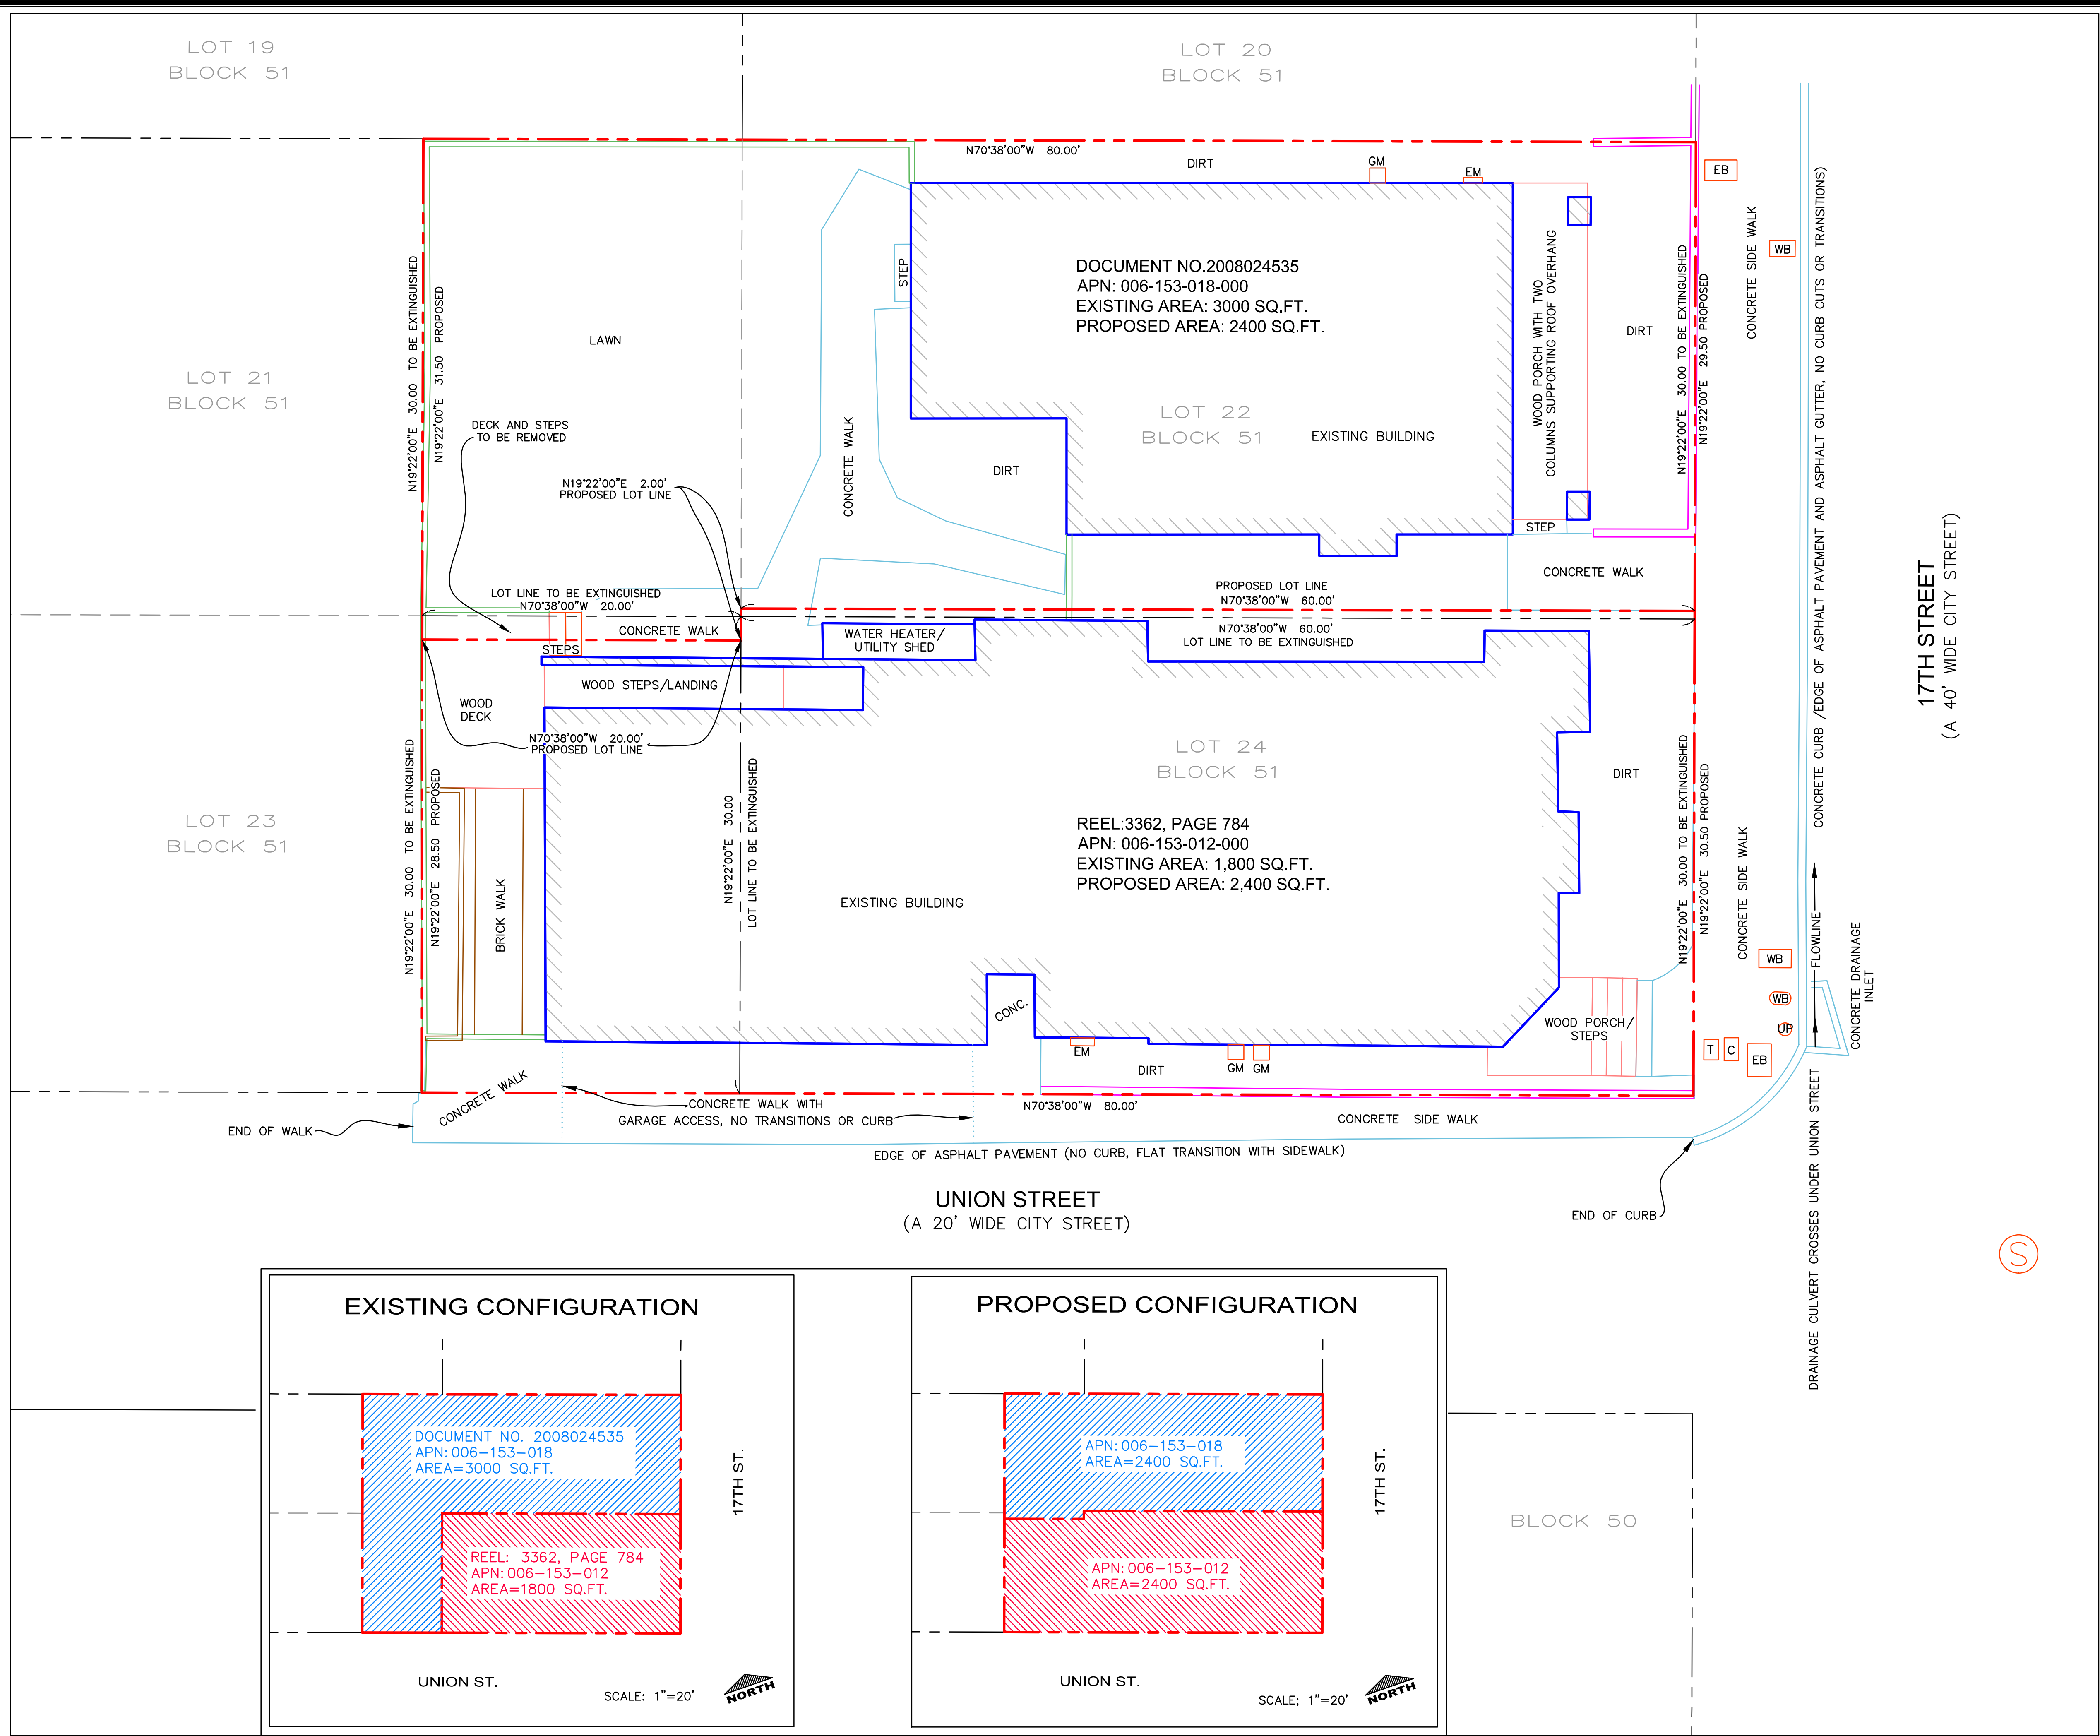 LOT 19
BLOCK 51
LOT 20
BLOCK 51
N70°38'00"W 80.00'
DIRT
GM
EM
EB
WB
CONCRETE SIDE WALK
DOCUMENT NO.2008024535
APN: 006-153-018-000
EXISTING AREA: 3000 SQ.FT.
PROPOSED AREA: 2400 SQ.FT.
STEP
LAWN
N19°22'00"E 30.00 TO BE EXTINGUISHED
N19°22'00"E 31.50 PROPOSED
WOOD PORCH WITH TWO
COLUMNS SUPPORTING ROOF OVERHANG
DIRT
N19°22'00"E 30.00 TO BE EXTINGUISHED
N19°22'00"E 29.50 PROPOSED
LOT 21
BLOCK 51
LOT 22
BLOCK 51
EXISTING BUILDING
DECK AND STEPS
TO BE REMOVED
N19°22'00"E 2.00'
PROPOSED LOT LINE
CONCRETE WALK
DIRT
STEP
CONCRETE WALK
CONCRETE CURB /EDGE OF ASPHALT PAVEMENT AND ASPHALT GUTTER, NO CURB CUTS OR TRANSITIONS)
17TH STREET
(A 40' WIDE CITY STREET)
LOT LINE TO BE EXTINGUISHED
N70°38'00"W 20.00'
PROPOSED LOT LINE
N70°38'00"W 60.00'
N70°38'00"W 60.00'
LOT LINE TO BE EXTINGUISHED
CONCRETE WALK
WATER HEATER/
UTILITY SHED
STEPS
WOOD STEPS/LANDING
WOOD
DECK
N70°38'00"W 20.00'
PROPOSED LOT LINE
LOT 24
BLOCK 51
DIRT
N19°22'00"E 30.00 TO BE EXTINGUISHED
N19°22'00"E 28.50 PROPOSED
N19°22'00"E 30.00
LOT LINE TO BE EXTINGUISHED
N19°22'00"E 30.00 TO BE EXTINGUISHED
N19°22'00"E 30.50 PROPOSED
LOT 23
BLOCK 51
REEL:3362, PAGE 784
APN: 006-153-012-000
EXISTING AREA: 1,800 SQ.FT.
PROPOSED AREA: 2,400 SQ.FT.
BRICK WALK
EXISTING BUILDING
CONCRETE SIDE WALK
WB
WB
UP
FLOWLINE
CONCRETE DRAINAGE
INLET
CONC.
WOOD PORCH/
STEPS
T
C
EB
EM
GM
GM
DIRT
CONCRETE WALK
CONCRETE WALK WITH
GARAGE ACCESS, NO TRANSITIONS OR CURB
N70°38'00"W 80.00'
CONCRETE SIDE WALK
END OF WALK
EDGE OF ASPHALT PAVEMENT (NO CURB, FLAT TRANSITION WITH SIDEWALK)
UNION STREET
(A 20' WIDE CITY STREET)
END OF CURB
DRAINAGE CULVERT CROSSES UNDER UNION STREET
S
EXISTING CONFIGURATION
DOCUMENT NO. 2008024535
APN: 006-153-018
AREA=3000 SQ.FT.
REEL: 3362, PAGE 784
APN: 006-153-012
AREA=1800 SQ.FT.
17TH ST.
UNION ST.
SCALE: 1"=20'
NORTH
PROPOSED CONFIGURATION
APN: 006-153-018
AREA=2400 SQ.FT.
APN: 006-153-012
AREA=2400 SQ.FT.
17TH ST.
UNION ST.
SCALE; 1"=20'
NORTH
BLOCK 50